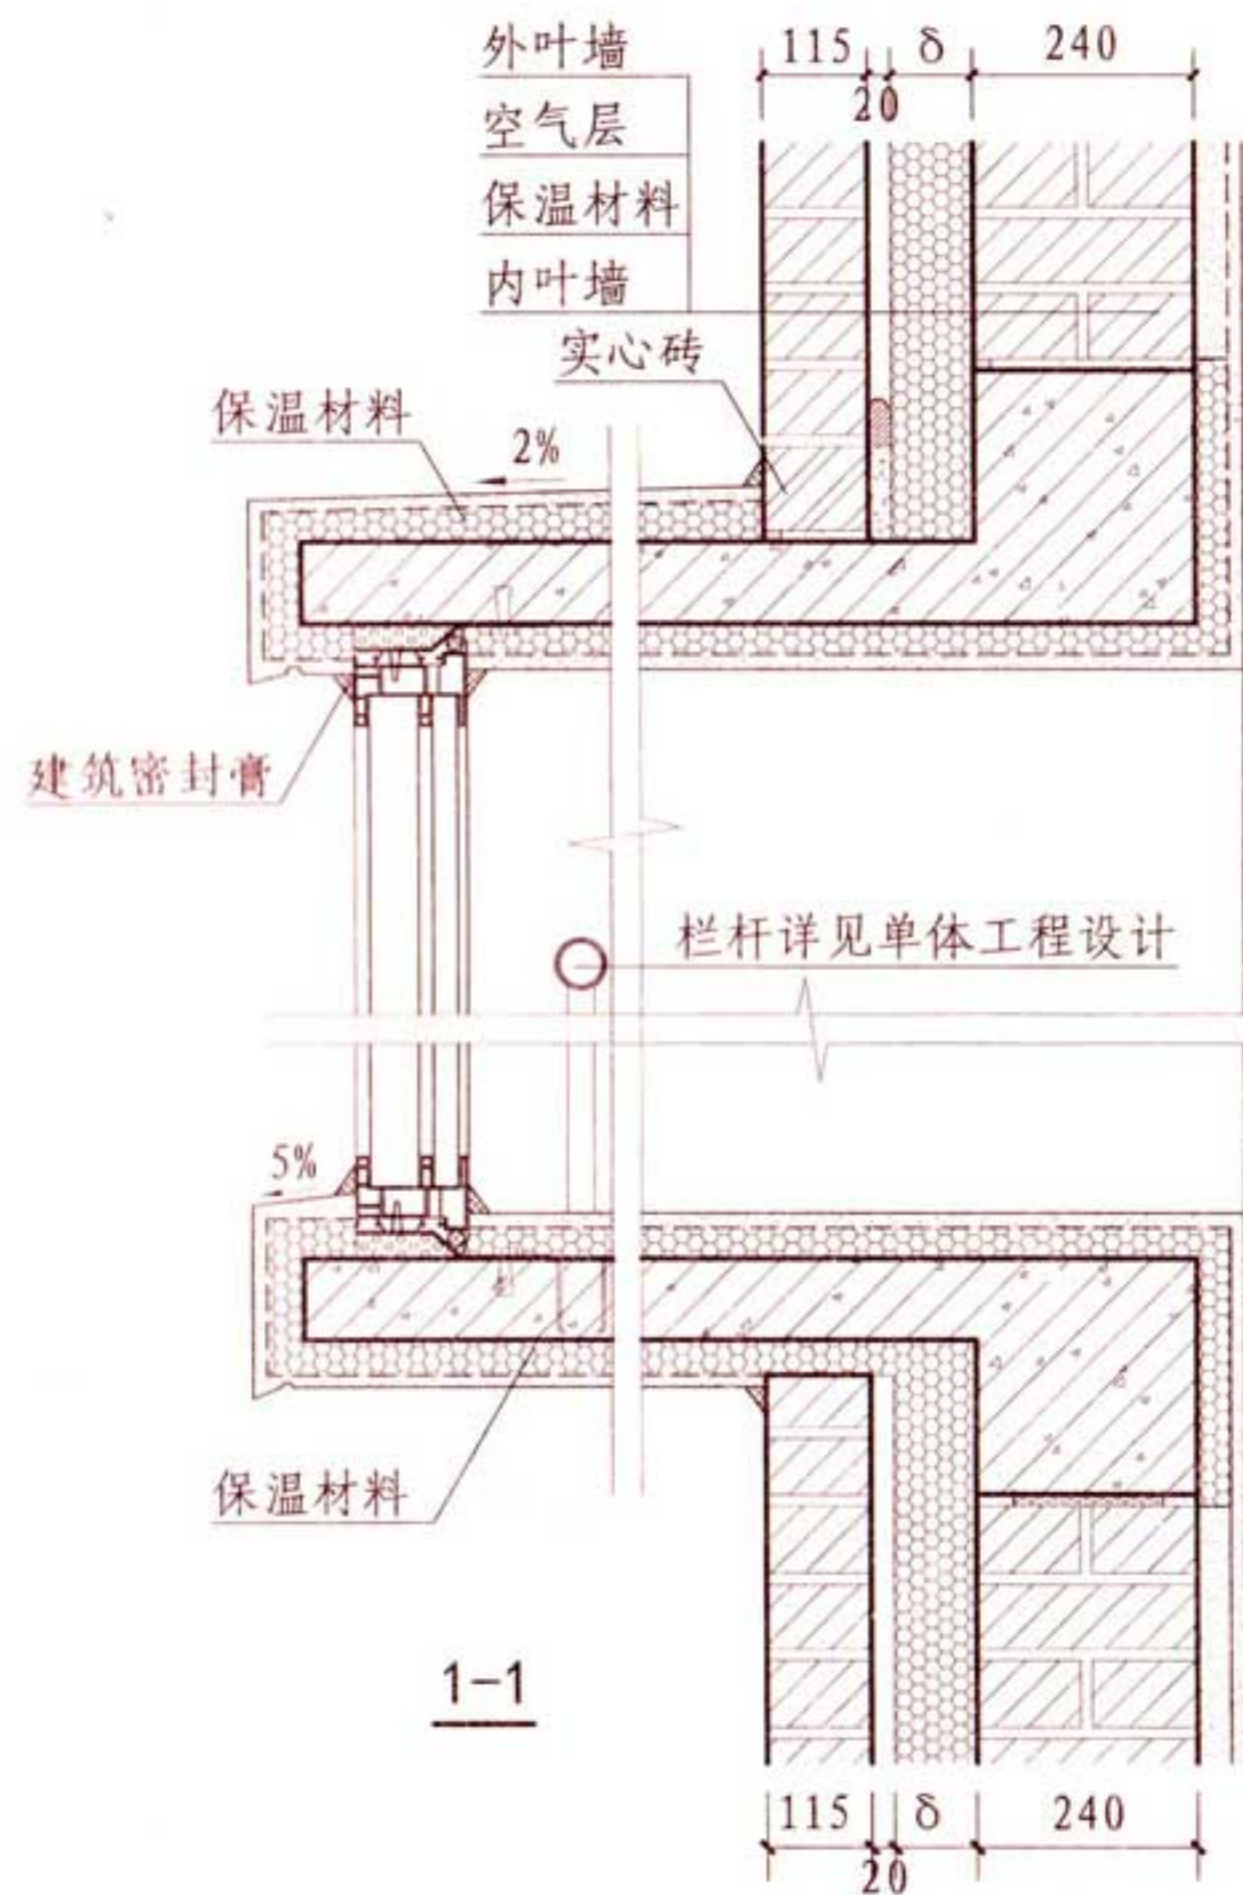 外叶墙
空气层
保温材料
内叶墙
115
20
δ
240
实心砖
保温材料
2%
建筑密封膏
栏杆详见单体工程设计
5%
保温材料
1-1
115
20
δ
240